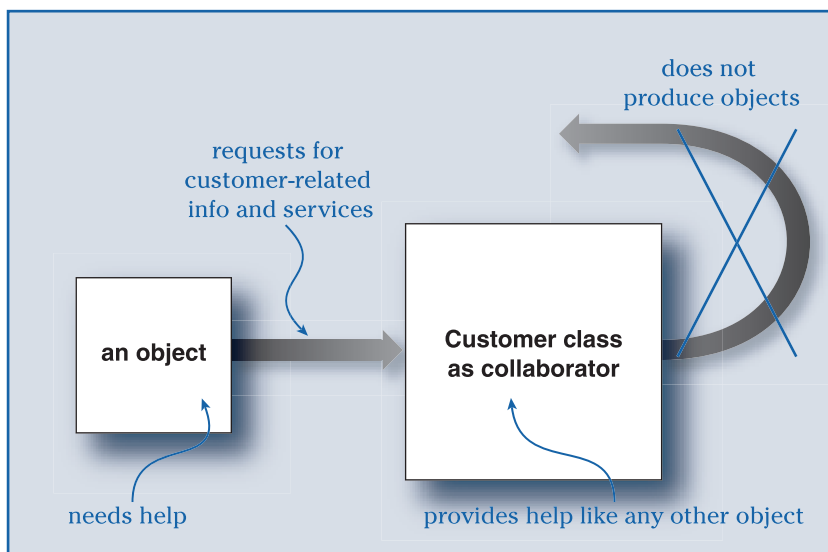 does not
produce objects
requests for
customer-related
info and services
an object
Customer class
as collaborator
needs help
provides help like any other object